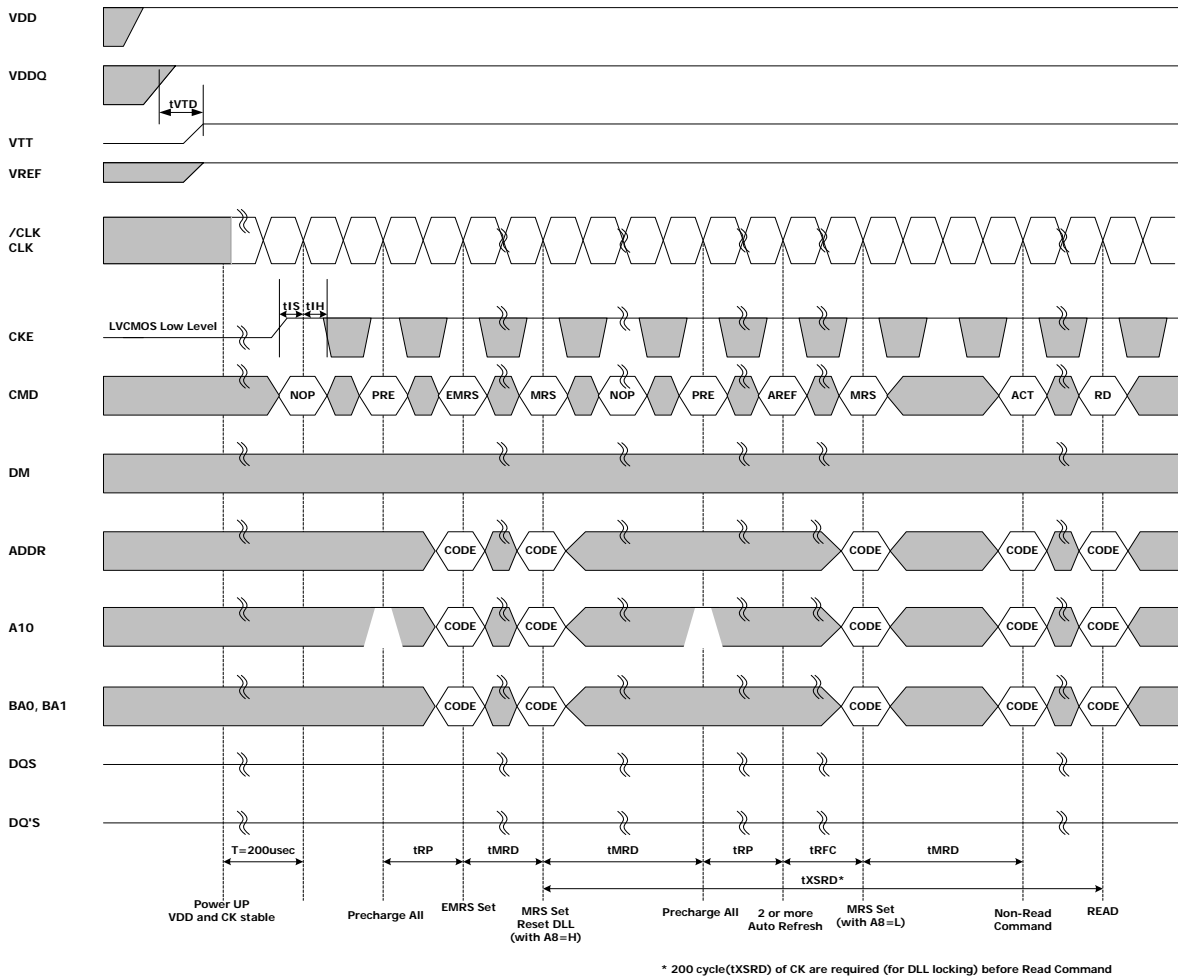 VDD
VDDQ
tVTD
VTT
VREF
/CLK
CLK
tIS tIH
LVCMOS Low Level
CKE
CMD NOP PRE EMRS MRS NOP PRE AREF MRS ACT RD
DM
ADDR CODE CODE CODE CODE CODE
A10 CODE CODE CODE CODE CODE
BA0, BA1 CODE CODE CODE CODE CODE
DQS
DQ'S
T=200usec tRP tMRD tMRD tRP tRFC tMRD
tXSRD*
Power UP
VDD and CK stable
Precharge All
EMRS Set
MRS Set
Reset DLL
(with A8=H)
Precharge All
2 or more
Auto Refresh
MRS Set
(with A8=L)
Non-Read
Command
READ
* 200 cycle(tXSRD) of CK are required (for DLL locking) before Read Command